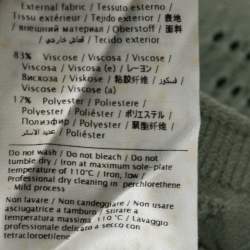 External fabric / Tessuto esterno /
Tissu extérieur / Tejido exterior / 表地
/ внешний материал / Oberstoff / 面料
/ قماش خارجي / Tecido exterior
83% Viscose / Viscosa / Viscose /
Viscosa / Viscosa (e) / レーヨン
Вискоза / Viskose / 粘胶纤维 / فسكوز /
Viscose / Viscose
17% Polyester / Poliestere /
Polyester / Poliéster / ポリエステル /
Полиэфир / Polyester / 聚酯纤维 /
بوليستر / Poliéster
Do not wash / Do not bleach / Do not
tumble dry / Iron at maximum sole-plate
temperature of 110°C / Iron, low /
Professional dry cleaning in perchlorethene
Mild process
Non lavare / Non candeggiare / Non usare
asciugatrice a tamburo / Stirare a
temperatura massima 110°C / Lavaggio
professionale delicato a secco con
tetracloroetilene